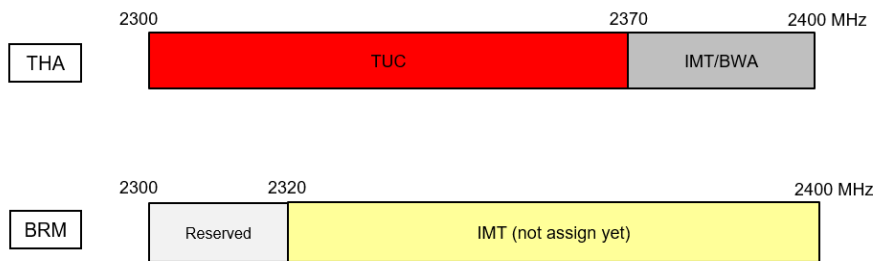 2300 2370 2400 MHz
THA TUC IMT/BWA
2300 2320 2400 MHz
BRM Reserved IMT (not assign yet)